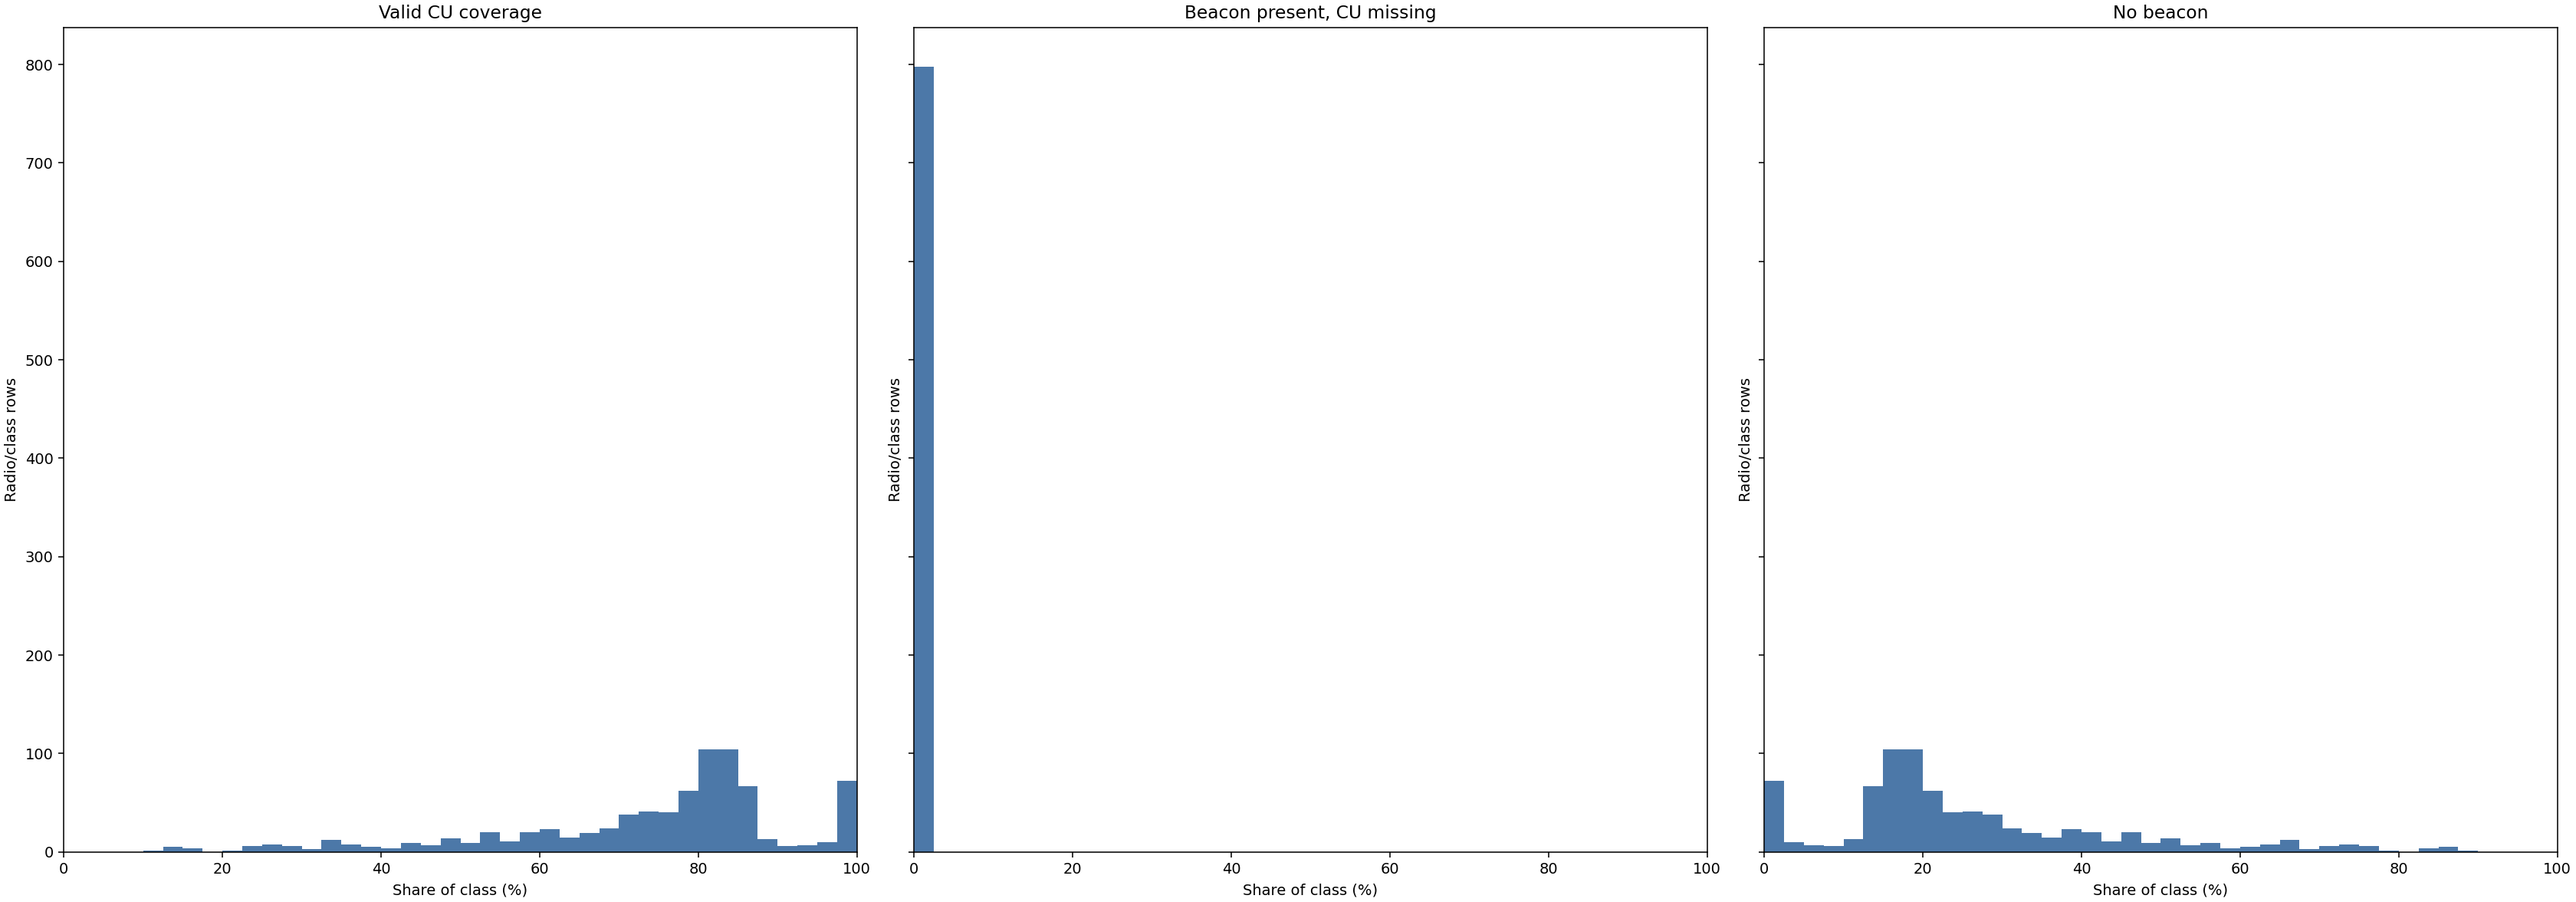 Valid CU coverage
Beacon present, CU missing
No beacon
800
700
600
500
400
300
200
100
0
Radio/class rows
Radio/class rows
Radio/class rows
0 20 40 60 80 100
0 20 40 60 80 100
0 20 40 60 80 100
Share of class (%)
Share of class (%)
Share of class (%)